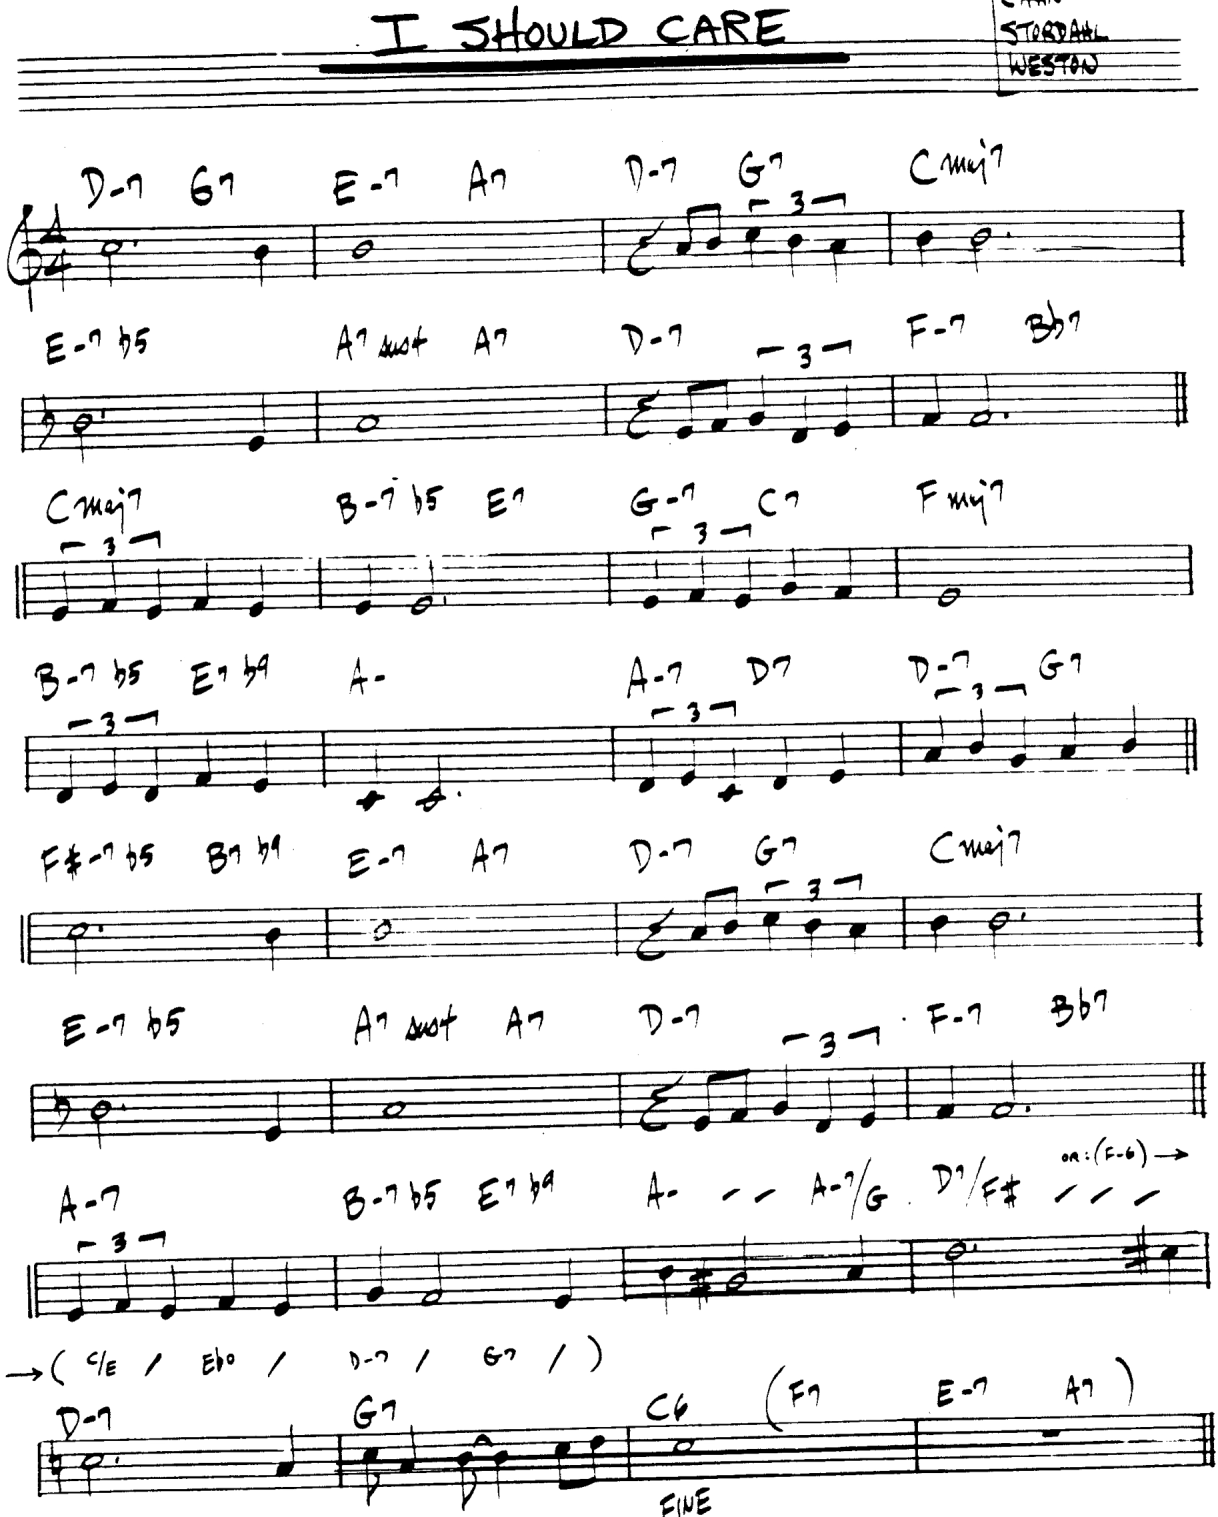 I SHOULD CARE
CAHN
STORDAHL
WESTON
D-7 G7 E-7 A7 D-7 G7 Cmaj7
4
4
3
E-7 b5 A7 sus4 A7 D-7 F-7 Bb7
3
Cmaj7 B-7 b5 E7 G-7 C7 Fmaj7
3 3
B-7 b5 E7 b9 A- A-7 D7 D-7 G7
3 3 3
F#-7 b5 B7 b9 E-7 A7 D-7 G7 Cmaj7
3
E-7 b5 A7 sus4 A7 D-7 F-7 Bb7
3
OR: (F-6) →
A-7 B-7 b5 E7 b9 A- / / A-7/G D7/F# / / /
3
→ ( C/E / Ebo / D-7 / G7 / )
D-7 G7 C6 (F7 E-7 A7)
FINE